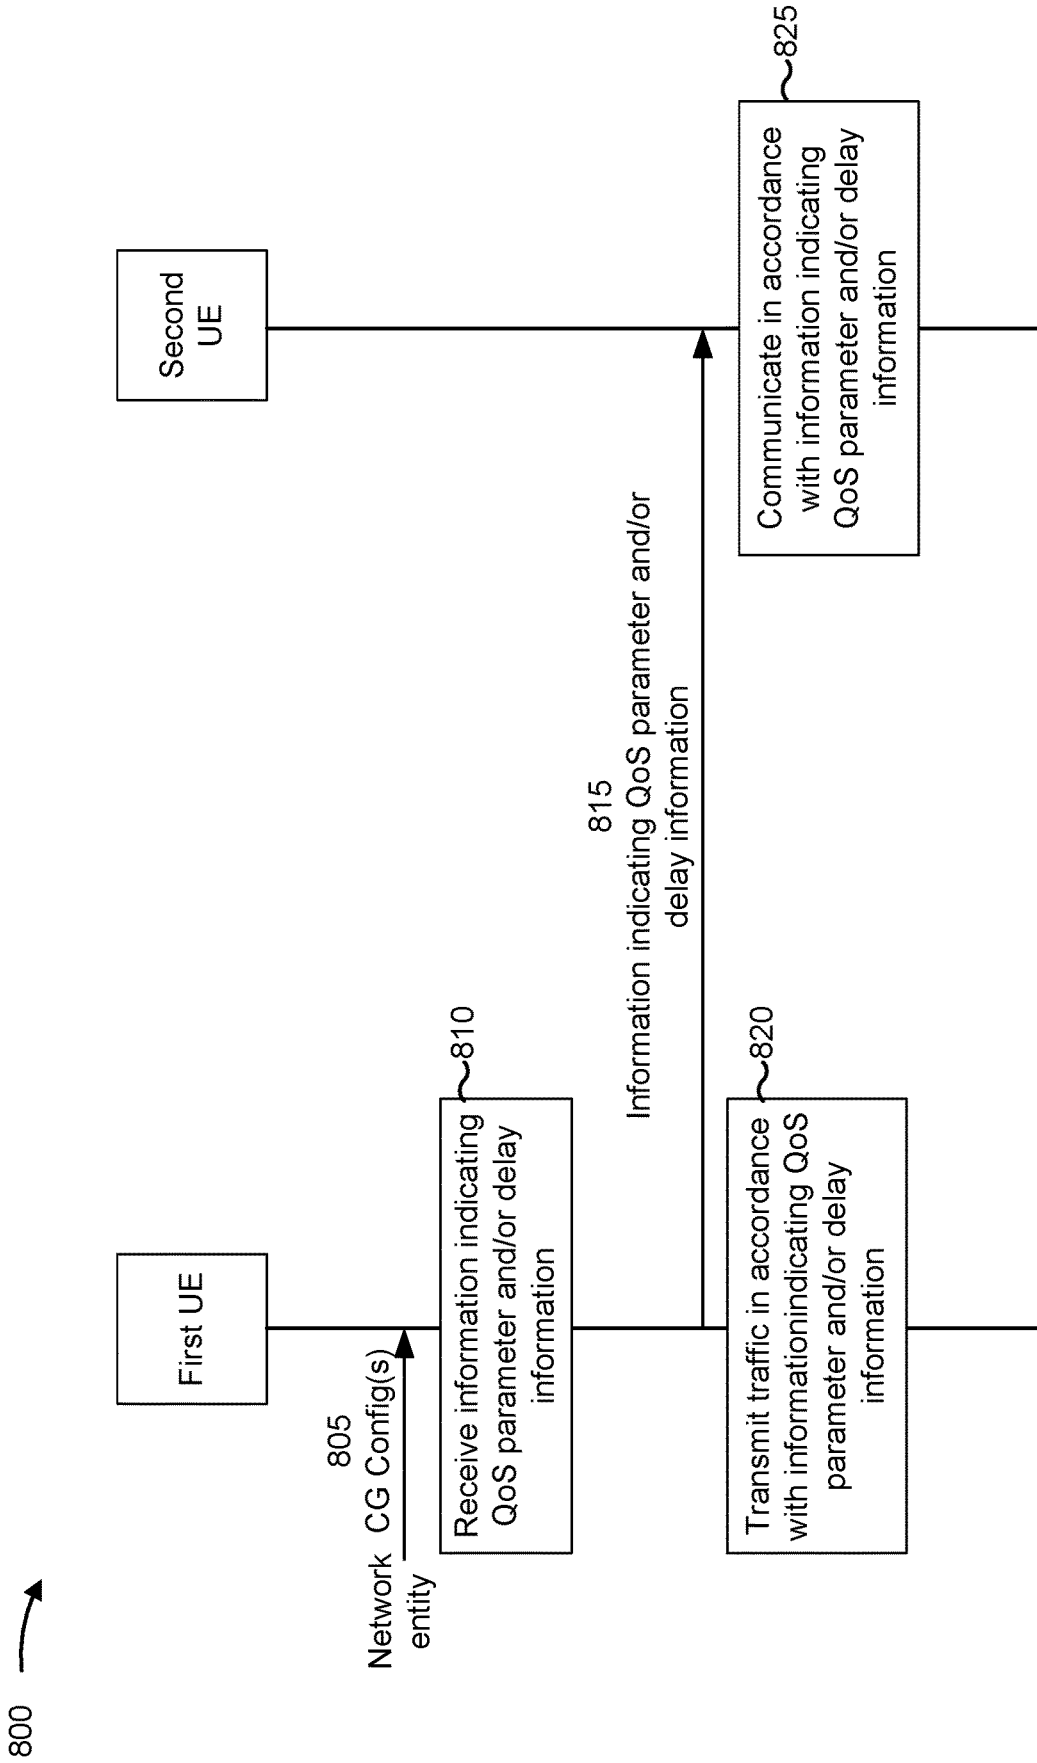 800
First UE
Second
UE
805
Network CG Config(s)
entity
Receive information indicating
QoS parameter and/or delay
information
810
815
Information indicating QoS parameter and/or
delay information
Transmit traffic in accordance
with informationindicating QoS
parameter and/or delay
information
820
Communicate in accordance
with information indicating
QoS parameter and/or delay
information
825